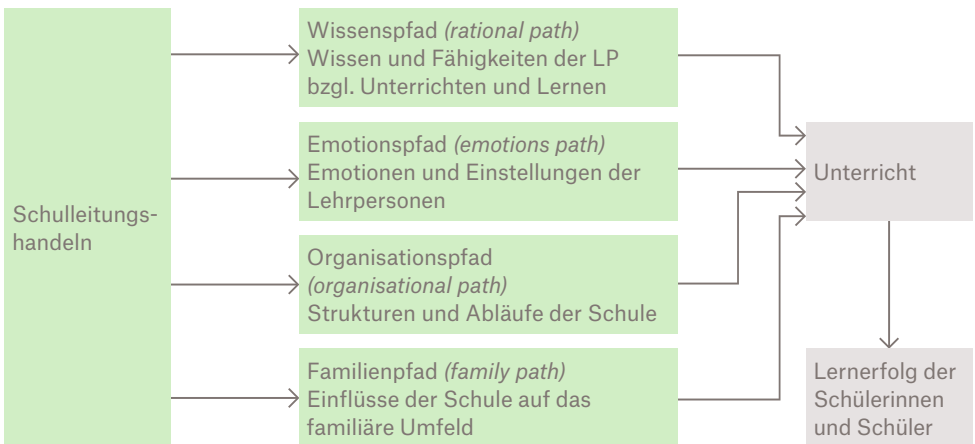 Schulleitungs-
handeln
Wissenspfad (rational path)
Wissen und Fähigkeiten der LP
bzgl. Unterrichten und Lernen
Emotionspfad (emotions path)
Emotionen und Einstellungen der
Lehrpersonen
Organisationspfad
(organisational path)
Strukturen und Abläufe der Schule
Familienpfad (family path)
Einflüsse der Schule auf das
familiäre Umfeld
Unterricht
Lernerfolg der
Schülerinnen
und Schüler